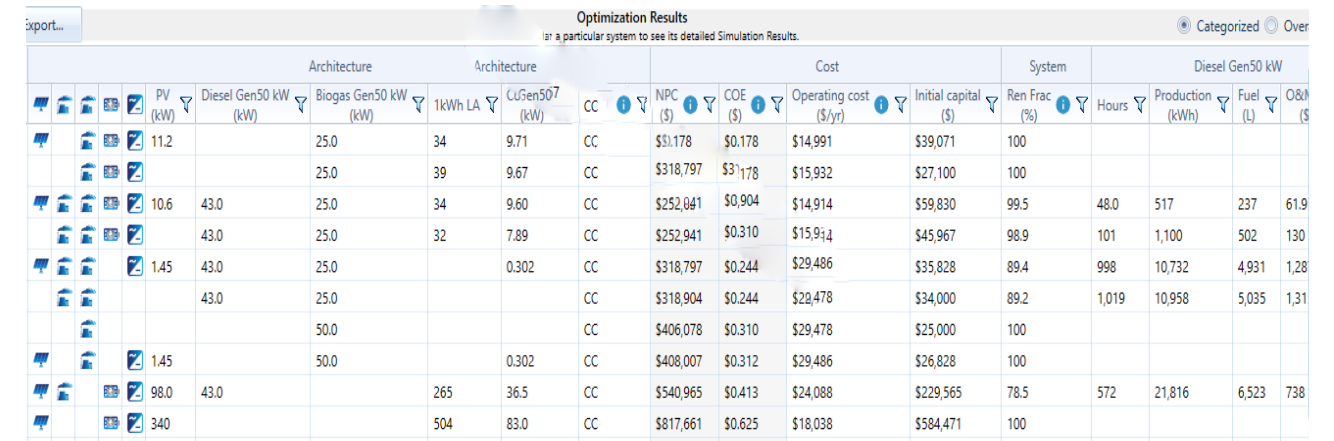 Export...
Optimization Results
a particular system to see its detailed Simulation Results.
Categorized Over
Architecture Architecture Cost System Diesel Gen50 kW
PV (kW) Diesel Gen50 kW (kW) Biogas Gen50 kW (kW) 1kWh LA (kW) CC NPC ($) COE ($) Operating cost ($/yr) Initial capital ($) Ren Frac (%) Hours Production (kWh) Fuel (L)
11.2 25.0 34 9.71 CC $0.178 $14,991 $39,071 100
25.0 39 9.67 CC $318,797 $15,932 $27,100 100
10.6 43.0 25.0 34 9.60 CC $252,941 $0,904 $14,914 $59,830 99.5 48.0 517 237 61.9
43.0 25.0 32 7.89 CC $252,941 $0.310 $45,967 98.9 101 1,100 502 130
1.45 43.0 25.0 0.302 CC $318,797 $0.244 $29,486 $35,828 89.4 998 10,732 4,931 1,28
43.0 25.0 CC $318,904 $0.244 $28,478 $34,000 89.2 1,019 10,958 5,035 1,31
50.0 CC $406,078 $0.310 $29,478 $25,000 100
1.45 50.0 0.302 CC $408,007 $0.312 $29,486 $26,828 100
98.0 43.0 265 36.5 CC $540,965 $0.413 $24,088 $229,565 78.5 572 21,816 6,523 738
340 504 83.0 CC $817,661 $0.625 $18,038 $584,471 100